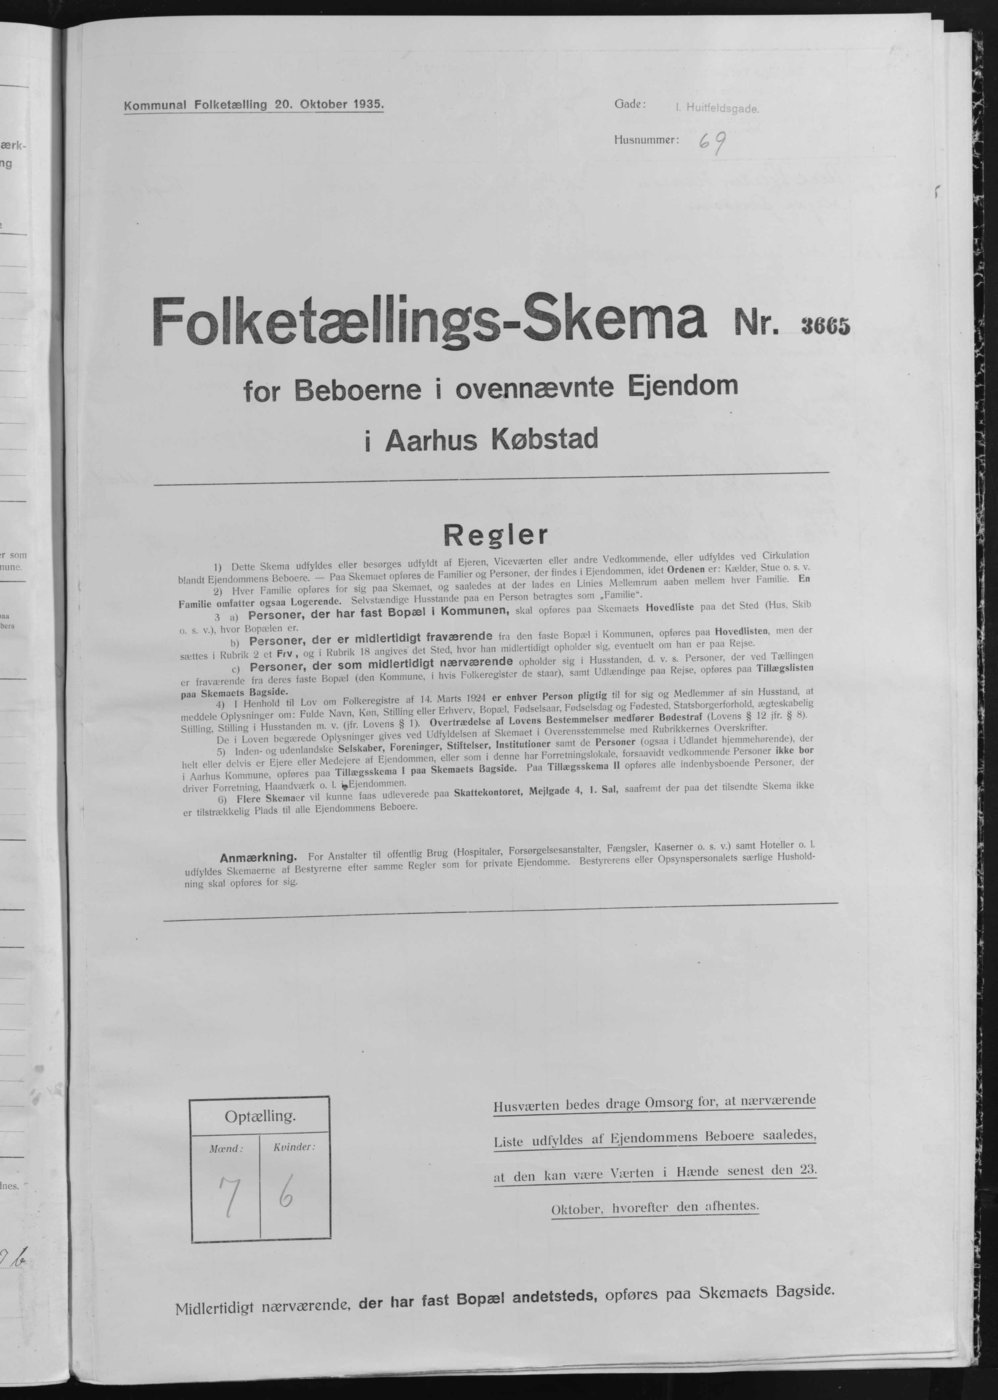 Kommunal Folketælling 20. Oktober 1935.
Gade: I. Huitfeldsgade.
Husnummer: 69
Folketællings-Skema Nr. 3665
for Beboerne i ovennævnte Ejendom
i Aarhus Købstad
Regler
1) Dette Skema udfyldes eller besørges udfyldt af Ejeren, Viceværten eller andre Vedkommende, eller udfyldes ved Cirkulation
blandt Ejendommens Beboere. — Paa Skemaet opføres de Familier og Personer, der findes i Ejendommen, idet Ordenen er: Kælder, Stue o. s. v.
2) Hver Familie opføres for sig paa Skemaet, og saaledes at der lades en Linies Mellemrum aaben mellem hver Familie. En
Familie omfatter ogsaa Logerende. Selvstændige Husstande paa en Person betragtes som „Familie".
3 a) Personer, der har fast Bopæl i Kommunen, skal opføres paa Skemaets Hovedliste paa det Sted (Hus, Skib
o. s. v.), hvor Bopælen er.
b) Personer, der er midlertidigt fraværende fra den faste Bopæl i Kommunen, opføres paa Hovedlisten, men der
sættes i Rubrik 2 et Frv, og i Rubrik 18 angives det Sted, hvor han midlertidigt opholder sig, eventuelt om han er paa Rejse.
c) Personer, der som midlertidigt nærværende opholder sig i Husstanden, d. v. s. Personer, der ved Tællingen
er fraværende fra deres faste Bopæl (den Kommune, i hvis Folkeregister de staar), samt Udlændinge paa Rejse, opføres paa Tillægslisten
paa Skemaets Bagside.
4) I Henhold til Lov om Folkeregistre af 14. Marts 1924 er enhver Person pligtig til for sig og Medlemmer af sin Husstand, at
meddele Oplysninger om: Fulde Navn, Køn, Stilling eller Erhverv, Bopæl, Fødselsaar, Fødselsdag og Fødested, Statsborgerforhold, ægteskabelig
Stilling, Stilling i Husstanden m. v. (jfr. Lovens § 1). Overtrædelse af Lovens Bestemmelser medfører Bødestraf (Lovens § 12 jfr. § 8).
De i Loven begærede Oplysninger gives ved Udfyldelsen af Skemaet i Overensstemmelse med Rubrikkernes Overskrifter.
5) Inden- og udenlandske Selskaber, Foreninger, Stiftelser, Institutioner samt de Personer (ogsaa i Udlandet hjemmehørende), der
helt eller delvis er Ejere eller Medejere af Ejendommen, eller som i denne har Forretningslokale, forsaavidt vedkommende Personer ikke bor
i Aarhus Kommune, opføres paa Tillægsskema I paa Skemaets Bagside. Paa Tillægsskema II opføres alle indenbysboende Personer, der
driver Forretning, Haandværk o. l. i Ejendommen.
6) Flere Skemaer vil kunne faas udleverede paa Skattekontoret, Mejlgade 4, 1. Sal, saafremt der paa det tilsendte Skema ikke
er tilstrækkelig Plads til alle Ejendommens Beboere.
Anmærkning. For Anstalter til offentlig Brug (Hospitaler, Forsørgelsesanstalter, Fængsler, Kaserner o. s. v.) samt Hoteller o. l.
udfyldes Skemaerne af Bestyrerne efter samme Regler som for private Ejendomme. Bestyrerens eller Opsynspersonalets særlige Hushold-
ning skal opføres for sig.
Optælling.
Mænd: Kvinder:
7 6
Husværten bedes drage Omsorg for, at nærværende
Liste udfyldes af Ejendommens Beboere saaledes,
at den kan være Værten i Hænde senest den 23.
Oktober, hvorefter den afhentes.
Midlertidigt nærværende, der har fast Bopæl andetsteds, opføres paa Skemaets Bagside.